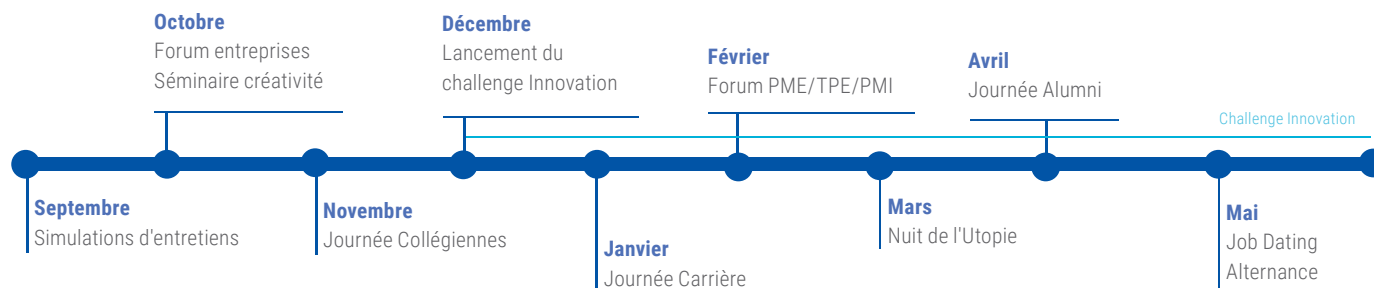 Octobre
Forum entreprises
Séminaire créativité
Décembre
Lancement du
challenge Innovation
Février
Forum PME/TPE/PMI
Avril
Journée Alumni
Challenge Innovation
Septembre
Simulations d'entretiens
Novembre
Journée Collégiennes
Janvier
Journée Carrière
Mars
Nuit de l'Utopie
Mai
Job Dating
Alternance